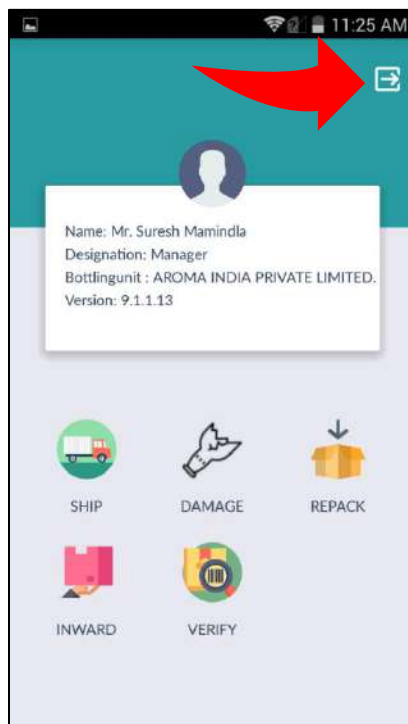 11:25 AM
Name: Mr. Suresh Mamindla
Designation: Manager
Bottlingunit : AROMA INDIA PRIVATE LIMITED.
Version: 9.1.1.13
SHIP DAMAGE REPACK
INWARD VERIFY